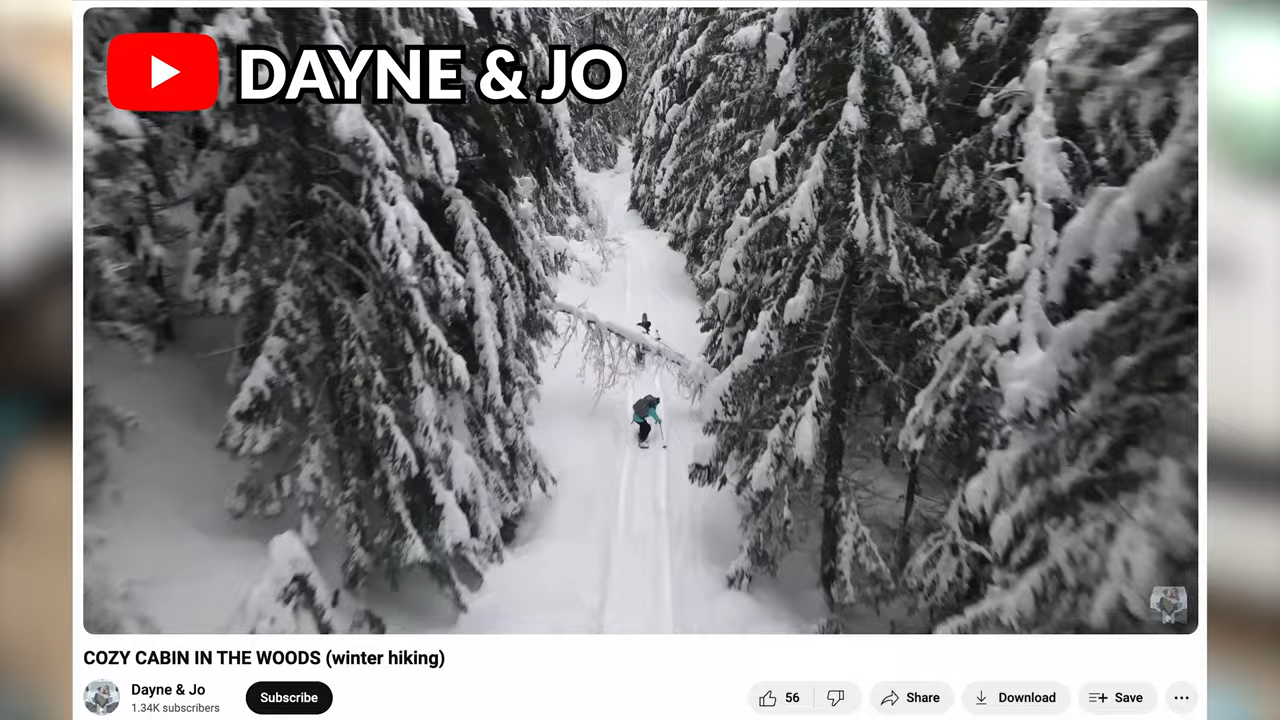 DAYNE & JO
COZY CABIN IN THE WOODS (winter hiking)
Dayne & Jo
1.34K subscribers
Subscribe
56
Share
Download
Save